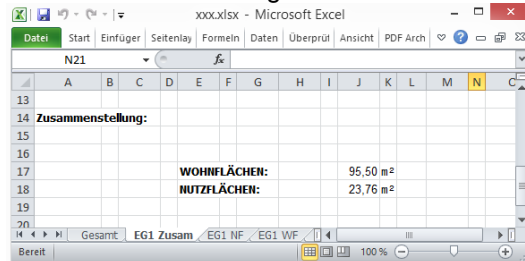 xxx.xlsx - Microsoft Excel
Datei Start Einfüger Seitenlay Formeln Daten Überprüf Ansicht PDF Arch
N21 fx
A B C D E F G H I J K L M N
13
14 Zusammenstellung:
15
16
17 WOHNFLÄCHEN: 95,50 m²
18 NUTZFLÄCHEN: 23,76 m²
19
20
Gesamt EG1 Zusam EG1 NF EG1 WF
Bereit 100 %